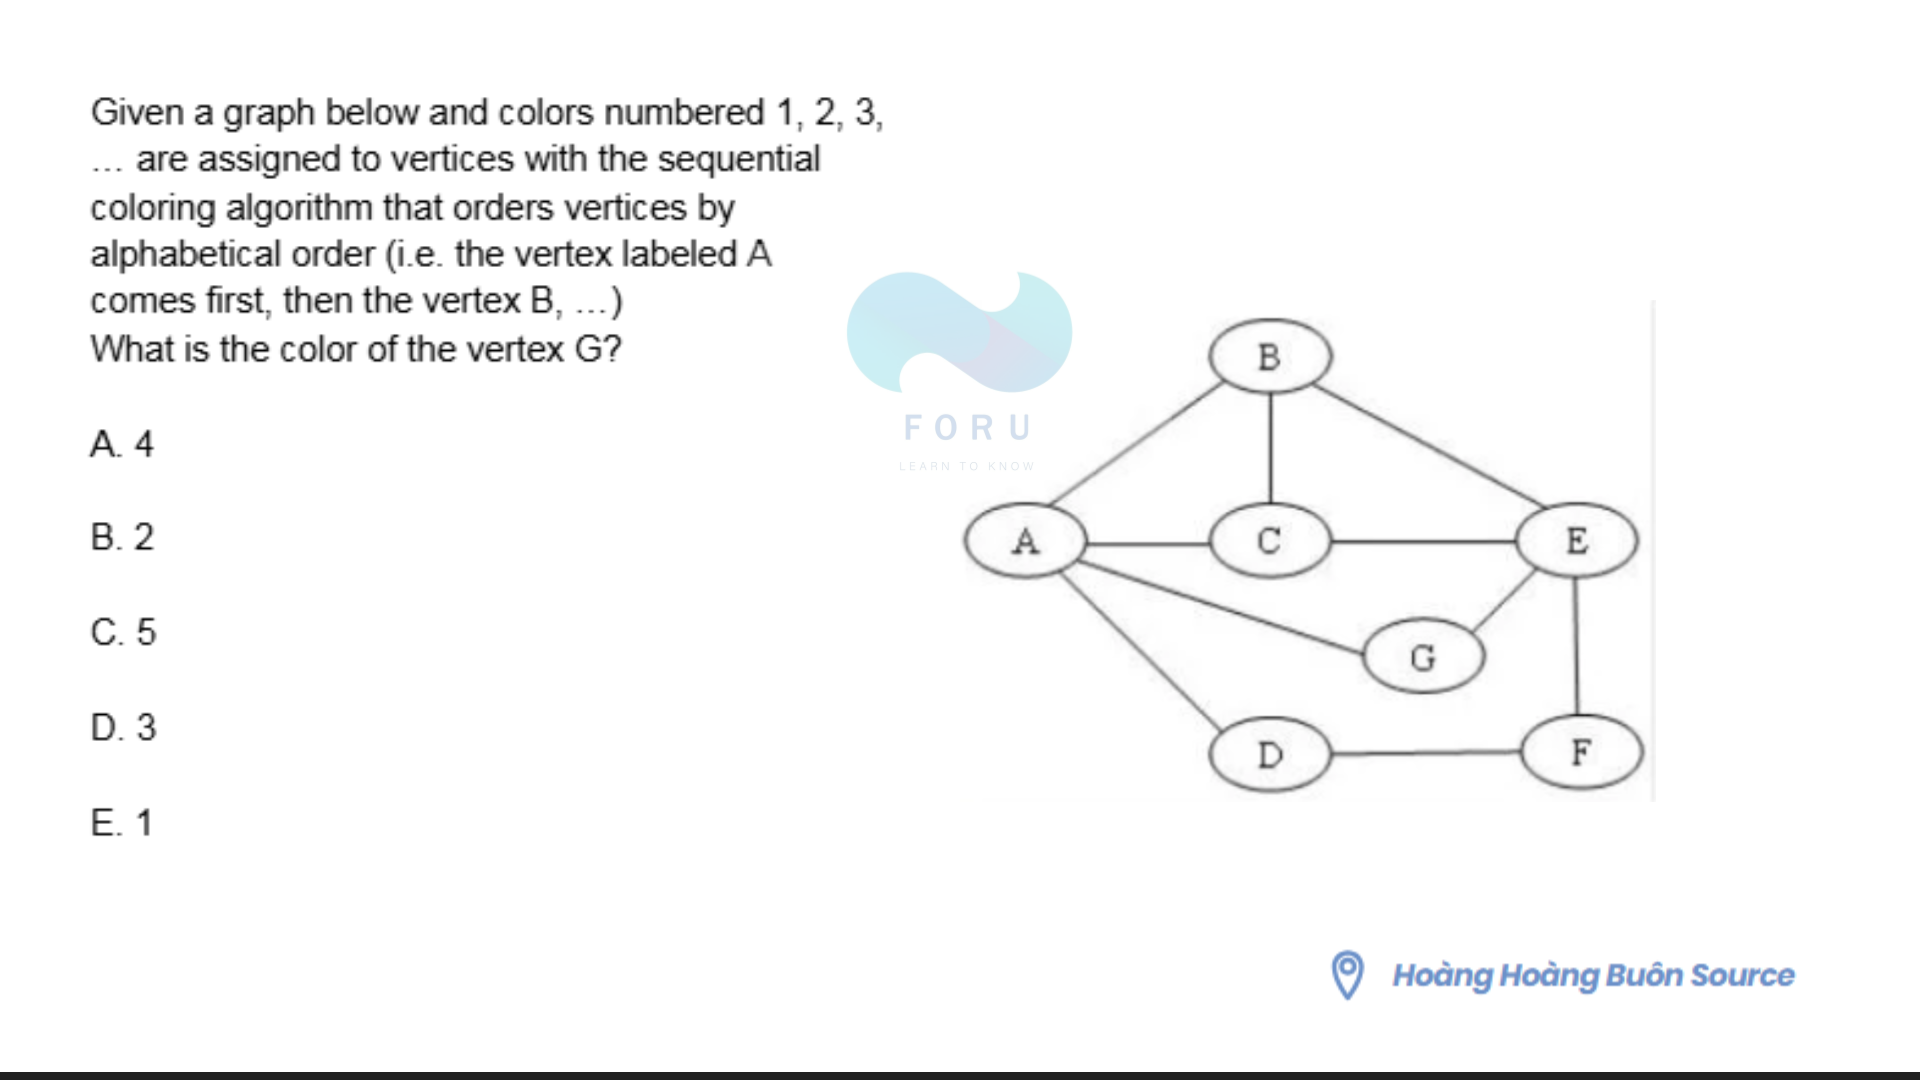 Given a graph below and colors numbered 1, 2, 3,
... are assigned to vertices with the sequential
coloring algorithm that orders vertices by
alphabetical order (i.e. the vertex labeled A
comes first, then the vertex B, ...)
What is the color of the vertex G?
A. 4
B. 2
C. 5
D. 3
E. 1
FORU
LEARN TO KNOW
B
A
C
E
G
D
F
Hoàng Hoàng Buôn Source